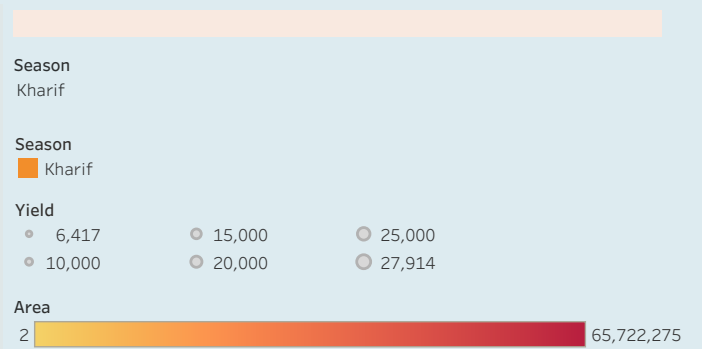 Season
Kharif
Season
Kharif
Yield
6,417 15,000 25,000
10,000 20,000 27,914
Area
2 65,722,275